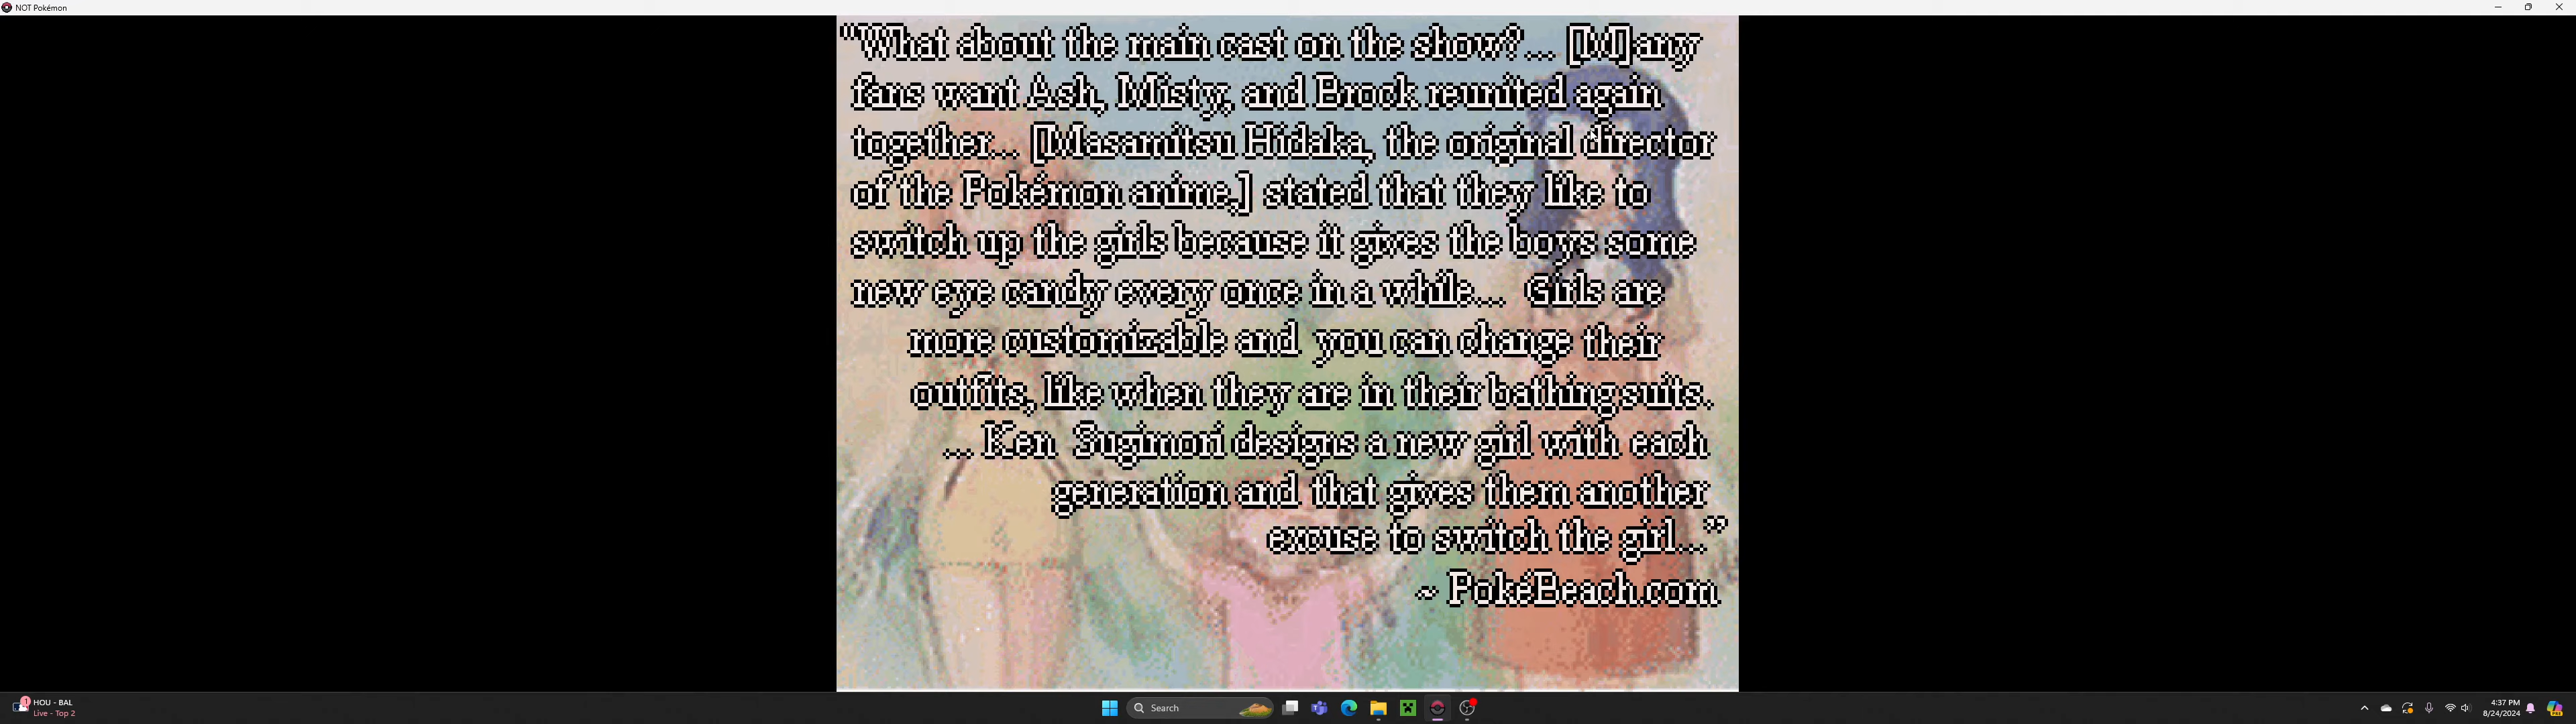 NOT Pokémon
"What about the main cast on the show?... [M]any
fans want Ash, Misty, and Brock reunited again
together... [Masamitsu Hidaka, the original director
of the Pokémon anime,] stated that they like to
switch up the girls because it gives the boys some
new eye candy every once in a while... Girls are
more customizable and you can change their
outfits, like when they are in their bathing suits.
... Ken Sugimori designs a new girl with each
generation and that gives them another
excuse to switch the girl..."
~ PokéBeach.com
1
HOU - BAL
Live - Top 2
Search
4:37 PM
8/24/2024